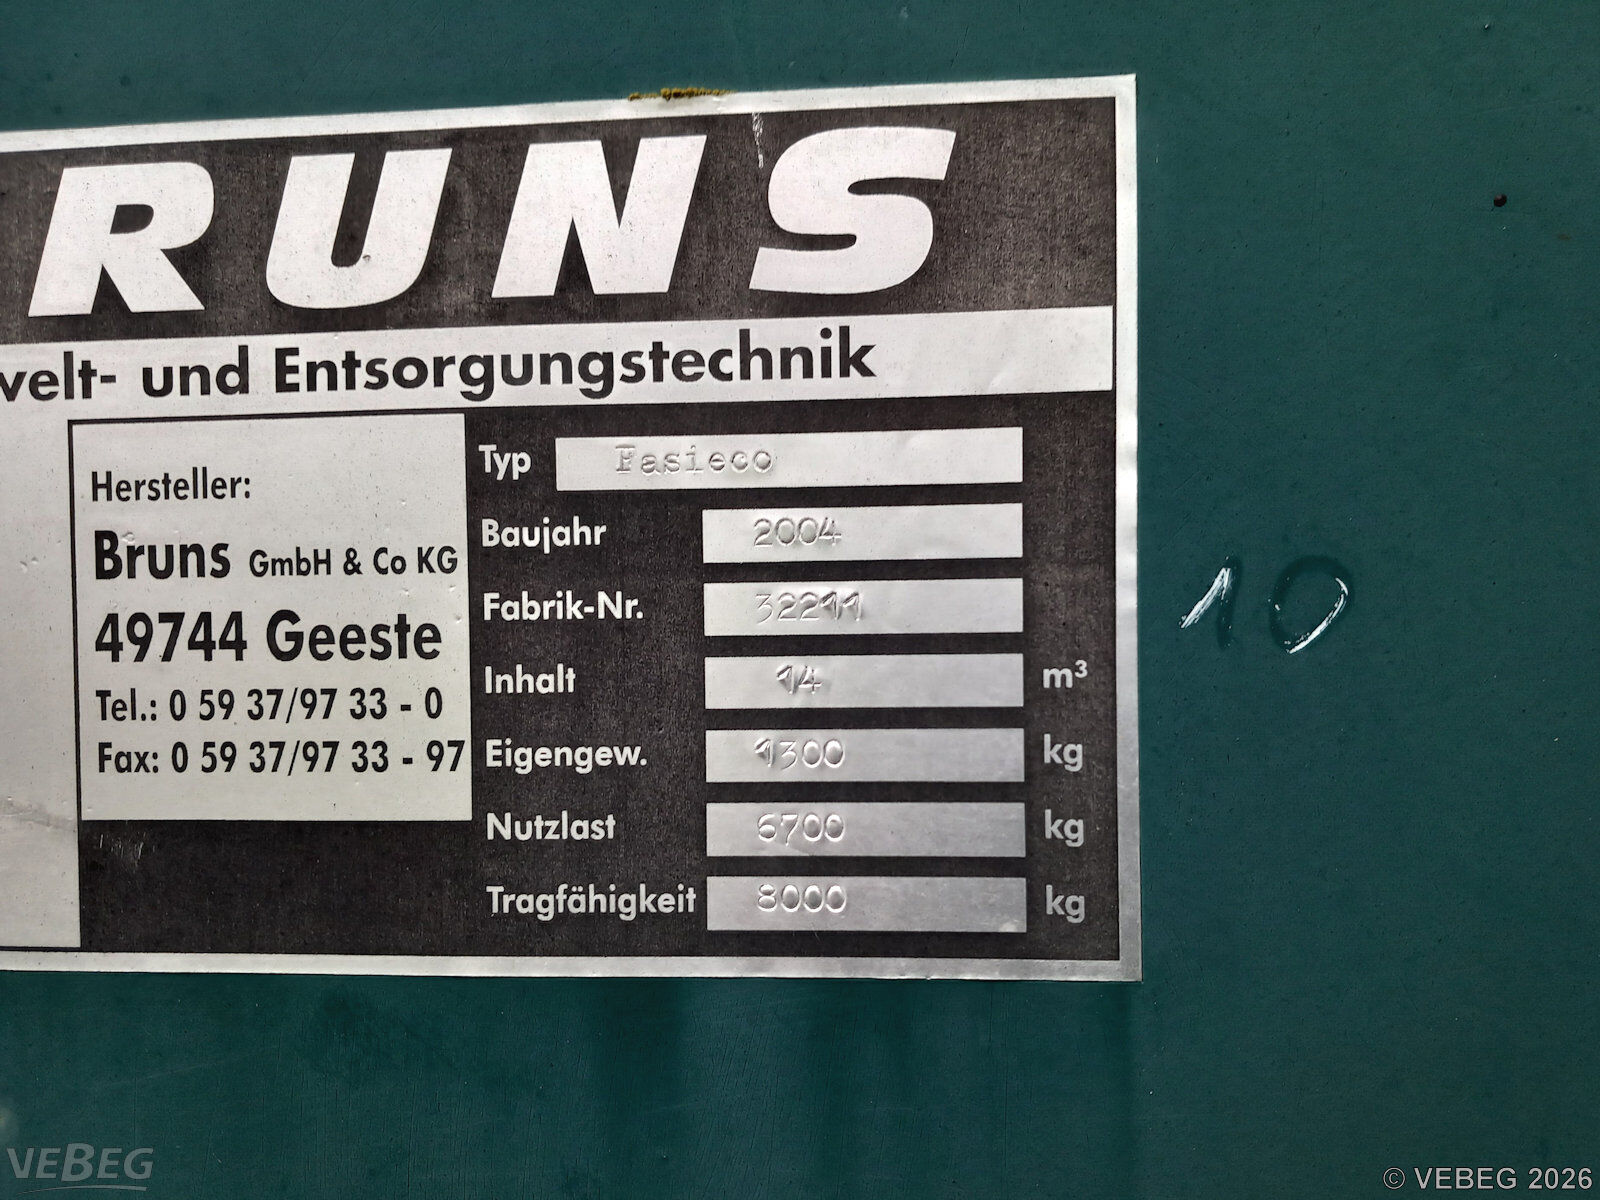 RUNS
velt- und Entsorgungstechnik
Hersteller:
Bruns GmbH & Co KG
49744 Geeste
Tel.: 0 59 37/97 33 - 0
Fax: 0 59 37/97 33 - 97
Typ Pasieco
Baujahr 2004
Fabrik-Nr. 32211
Inhalt 14 m³
Eigengew. 1300 kg
Nutzlast 6700 kg
Tragfähigkeit 8000 kg
10
VEBEG
© VEBEG 2026